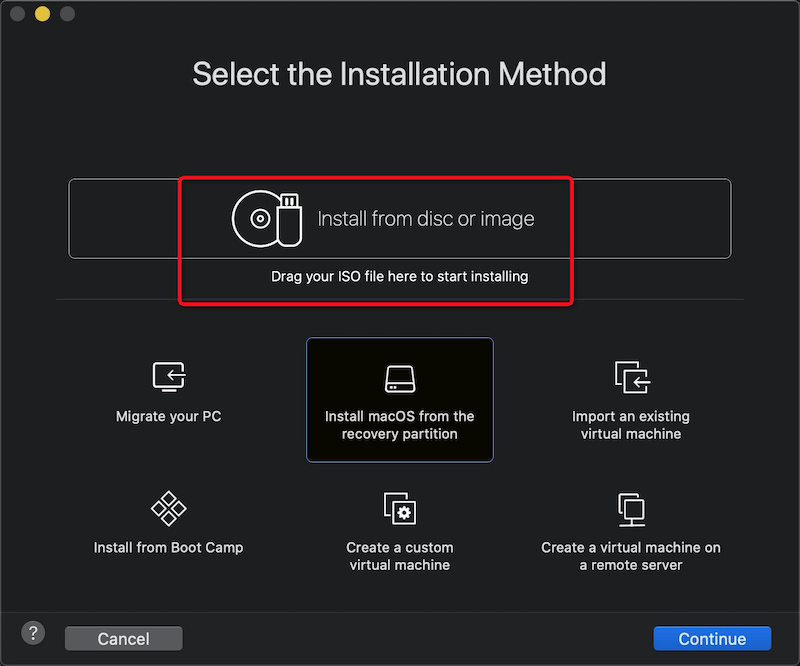 Select the Installation Method
Install from disc or image
Drag your ISO file here to start installing
Migrate your PC
Install macOS from the
recovery partition
Import an existing
virtual machine
Install from Boot Camp
Create a custom
virtual machine
Create a virtual machine on
a remote server
?
Cancel
Continue